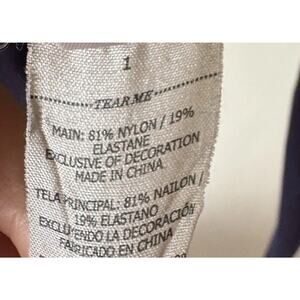 1
TEAR ME
MAIN: 81% NYLON / 19%
ELASTANE
EXCLUSIVE OF DECORATION
MADE IN CHINA
TELA PRINCIPAL: 81% NAILON /
19% ELASTANO
EXCLUYENDO LA DECORACIÓN
FABRICADO EN CHINA